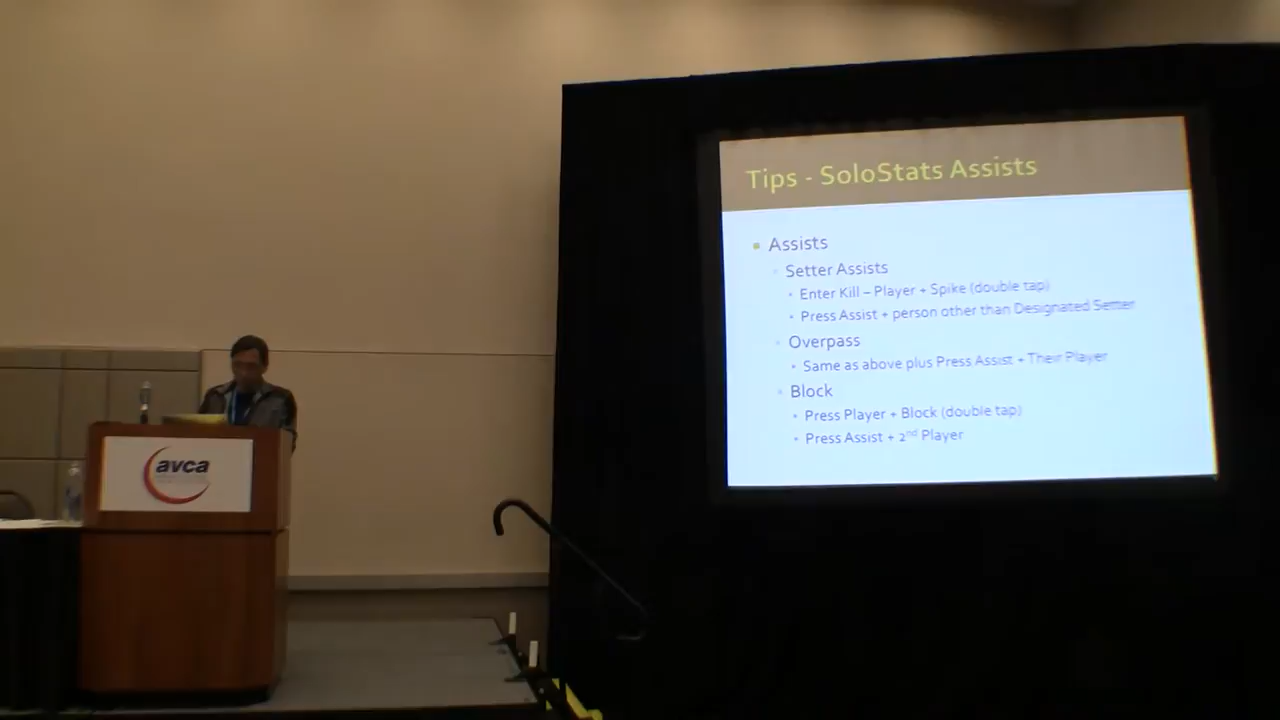 Tips - SoloStats Assists
Assists
Setter Assists
Enter Kill – Player + Spike (double tap)
Press Assist + person other than Designated Setter
Overpass
Same as above plus Press Assist + Their Player
Block
Press Player + Block (double tap)
Press Assist + 2nd Player
avca